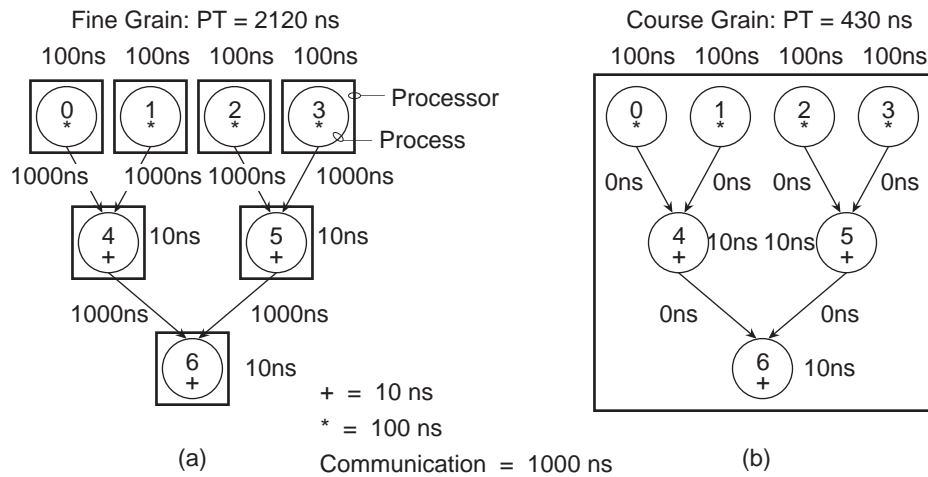 Fine Grain: PT = 2120 ns
Course Grain: PT = 430 ns
100ns 100ns 100ns 100ns
100ns 100ns 100ns 100ns
0 1 2 3
* * * *
Processor
Process
0 1 2 3
* * * *
1000ns 1000ns 1000ns 1000ns
0ns 0ns 0ns 0ns
4 10ns 5 10ns
+ +
4 10ns 10ns 5
+ +
1000ns 1000ns
0ns 0ns
6 10ns
+
6 10ns
+
+ = 10 ns
* = 100 ns
Communication = 1000 ns
(a)
(b)